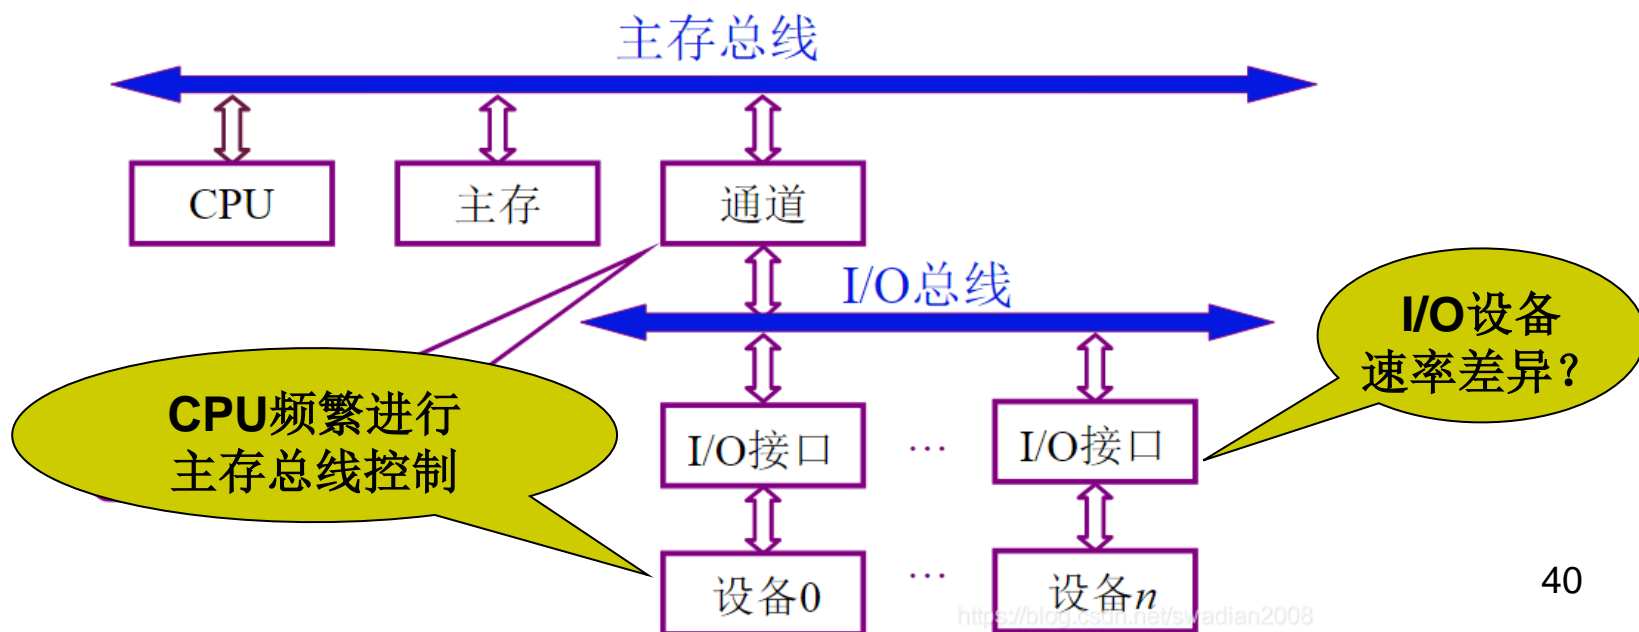 主存总线
CPU
主存
通道
I/O总线
I/O设备
速率差异？
CPU频繁进行
主存总线控制
I/O接口
…
I/O接口
设备0
…
设备n
40
https://blog.csdn.net/swadian2008